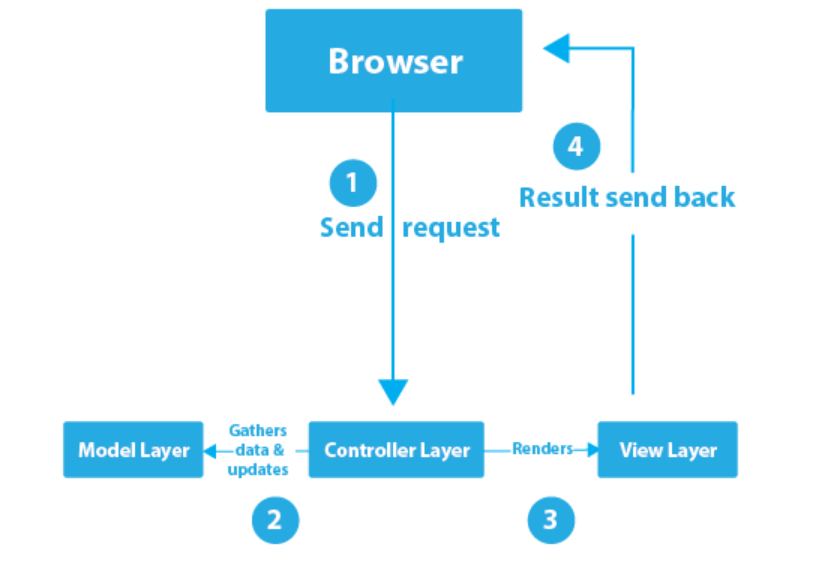 Browser
1
Send request
4
Result send back
Model Layer
Gathers
data &
updates
Controller Layer
Renders
View Layer
2
3